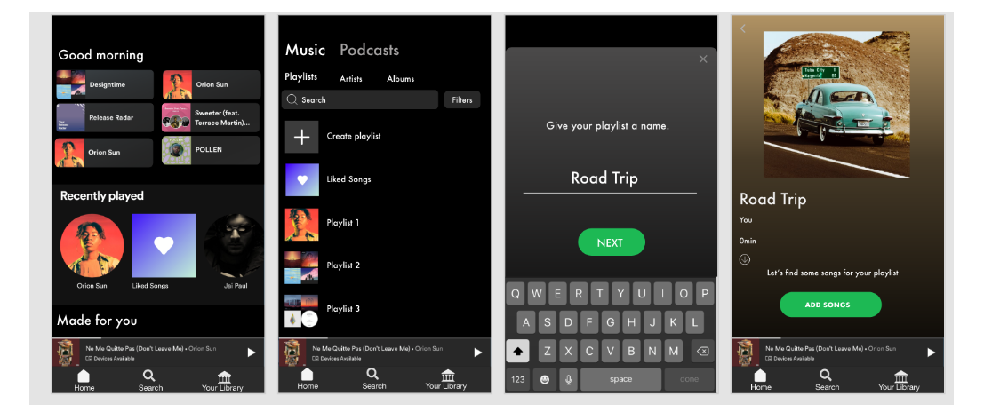 Good morning
Designtime
Orion Sun
Release Radar
Sweeter (feat.
Terrace Martin)...
Orion Sun
POLLEN
Recently played
Orion Sun
Liked Songs
Jai Paul
Made for you
Ne Me Quitte Pas (Don't Leave Me) • Orion Sun
Devices Available
Home
Search
Your Library
Music
Podcasts
Playlists
Artists
Albums
Search
Filters
Create playlist
Liked Songs
Playlist 1
Playlist 2
Playlist 3
Ne Me Quitte Pas (Don't Leave Me) • Orion Sun
Devices Available
Home
Search
Your Library
Give your playlist a name.
Road Trip
NEXT
Q W E R T Y U I O P
A S D F G H J K L
Z X C V B N M
123
space
done
Road Trip
You
0min
Let's find some songs for your playlist
ADD SONGS
Ne Me Quitte Pas (Don't Leave Me) • Orion Sun
Devices Available
Home
Search
Your Library